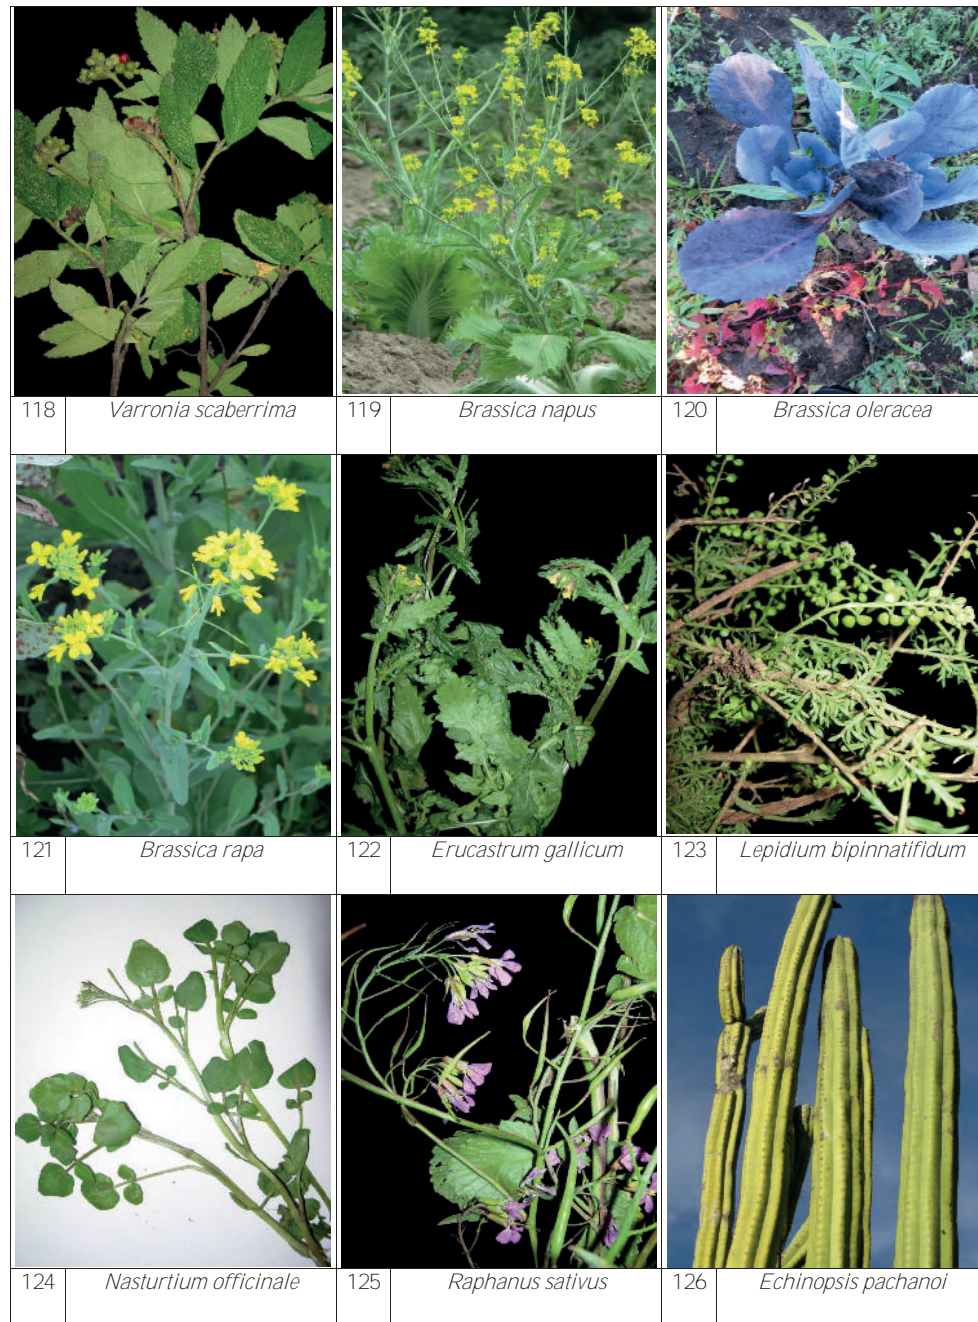 118 Varronia scaberrima 119 Brassica napus 120 Brassica oleracea
121 Brassica rapa 122 Erucastrum gallicum 123 Lepidium bipinnatifidum
124 Nasturtium officinale 125 Raphanus sativus 126 Echinopsis pachanoi